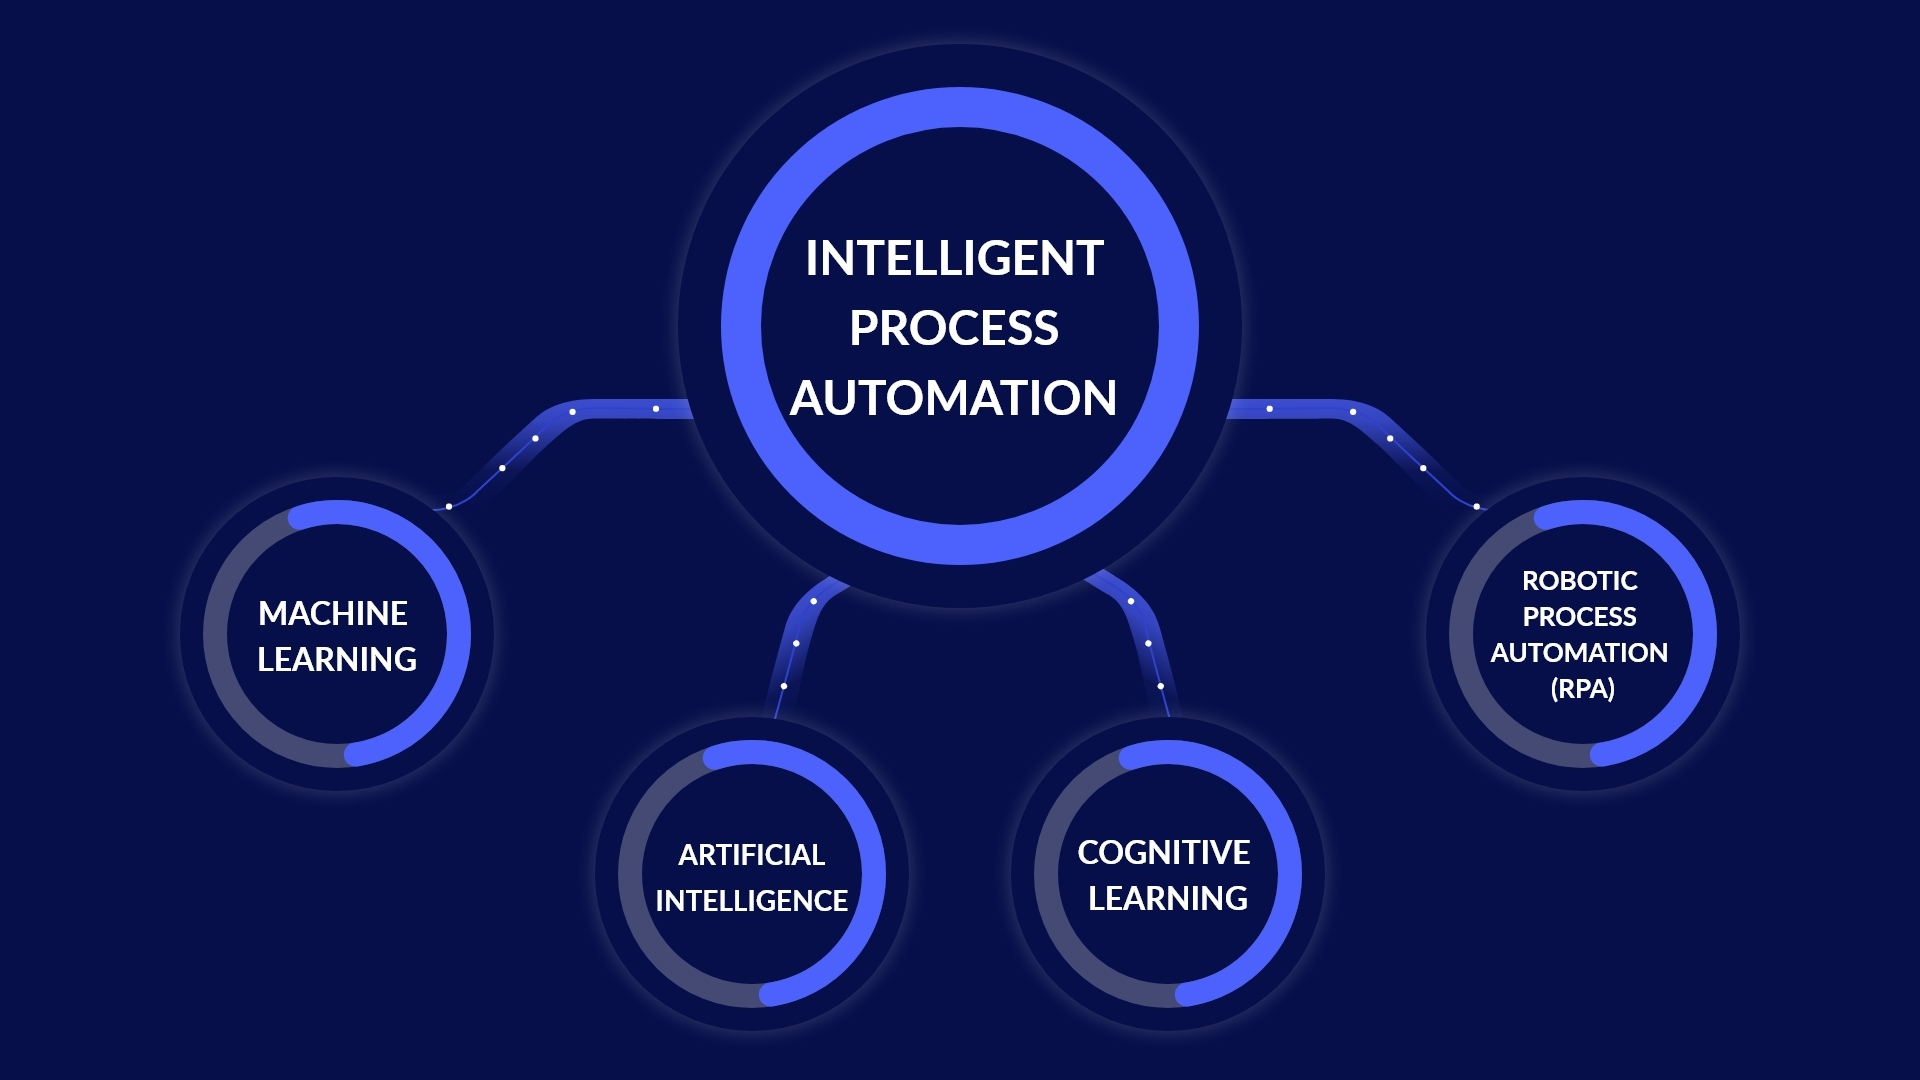 INTELLIGENT
PROCESS
AUTOMATION
MACHINE
LEARNING
ARTIFICIAL
INTELLIGENCE
COGNITIVE
LEARNING
ROBOTIC
PROCESS
AUTOMATION
(RPA)